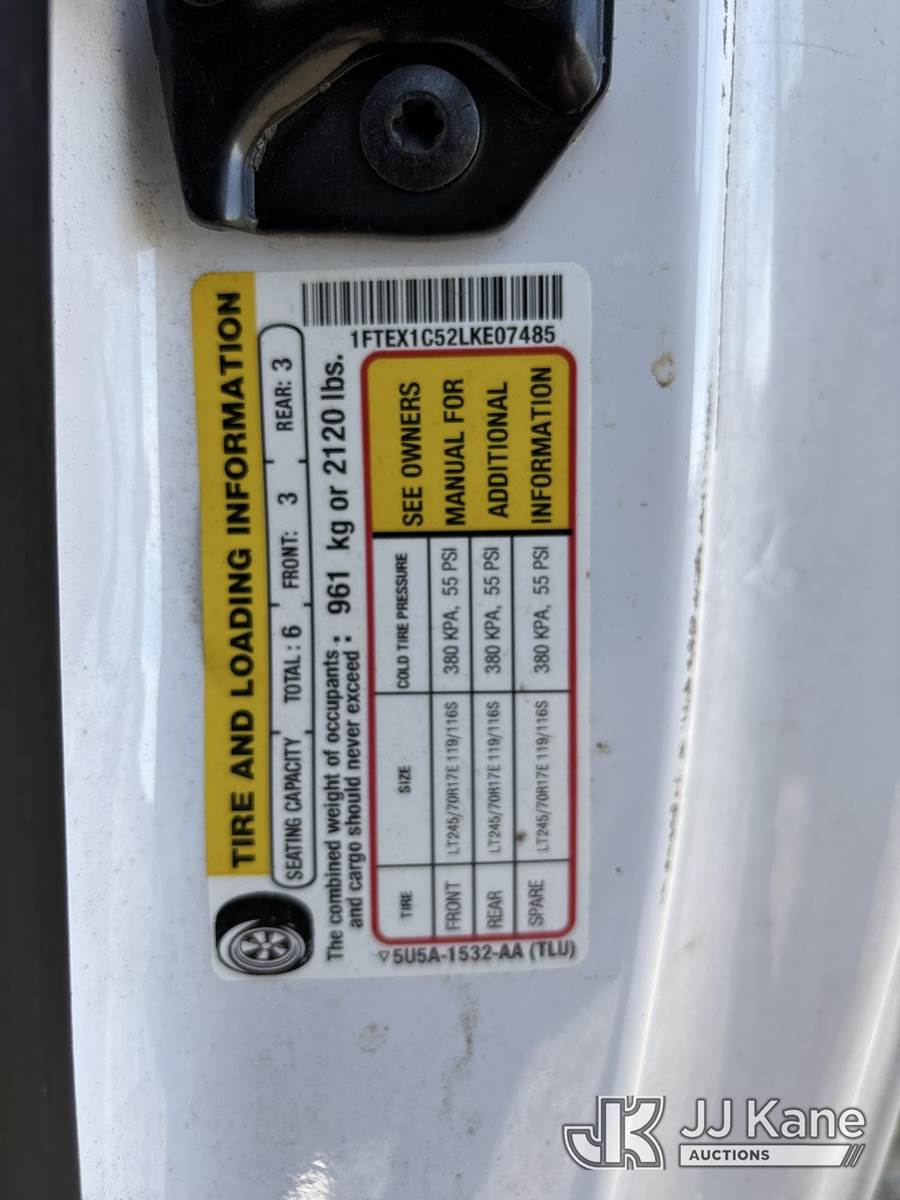 TIRE AND LOADING INFORMATION
SEATING CAPACITY TOTAL : 6 FRONT: 3 REAR: 3
The combined weight of occupants : 961 kg or 2120 lbs.
and cargo should never exceed :
1FTEX1C52LKE07485
TIRE SIZE COLD TIRE PRESSURE
FRONT LT245/70R17E 119/116S 380 KPA, 55 PSI
REAR LT245/70R17E 119/116S 380 KPA, 55 PSI
SPARE LT245/70R17E 119/116S 380 KPA, 55 PSI
SEE OWNERS
MANUAL FOR
ADDITIONAL
INFORMATION
5U5A-1532-AA (TLU)
JK JJ Kane
AUCTIONS